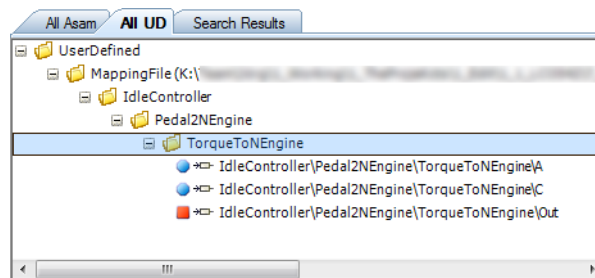 All Asam All UD Search Results
UserDefined
MappingFile (K:\
IdleController
Pedal2NEngine
TorqueToNEngine
IdleController\Pedal2NEngine\TorqueToNEngine\A
IdleController\Pedal2NEngine\TorqueToNEngine\C
IdleController\Pedal2NEngine\TorqueToNEngine\Out